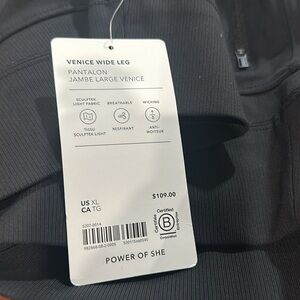 VENICE WIDE LEG
PANTALON
JAMBE LARGE VENICE
SCULPTEK
LIGHT FABRIC
BREATHABLE
WICKING
TISSU
SCULPTEK LIGHT
RESPIRANT
ANTI-
MOITEUR
US XL
CA TG
$109.00
Certified
B
Corporation
POWER OF SHE